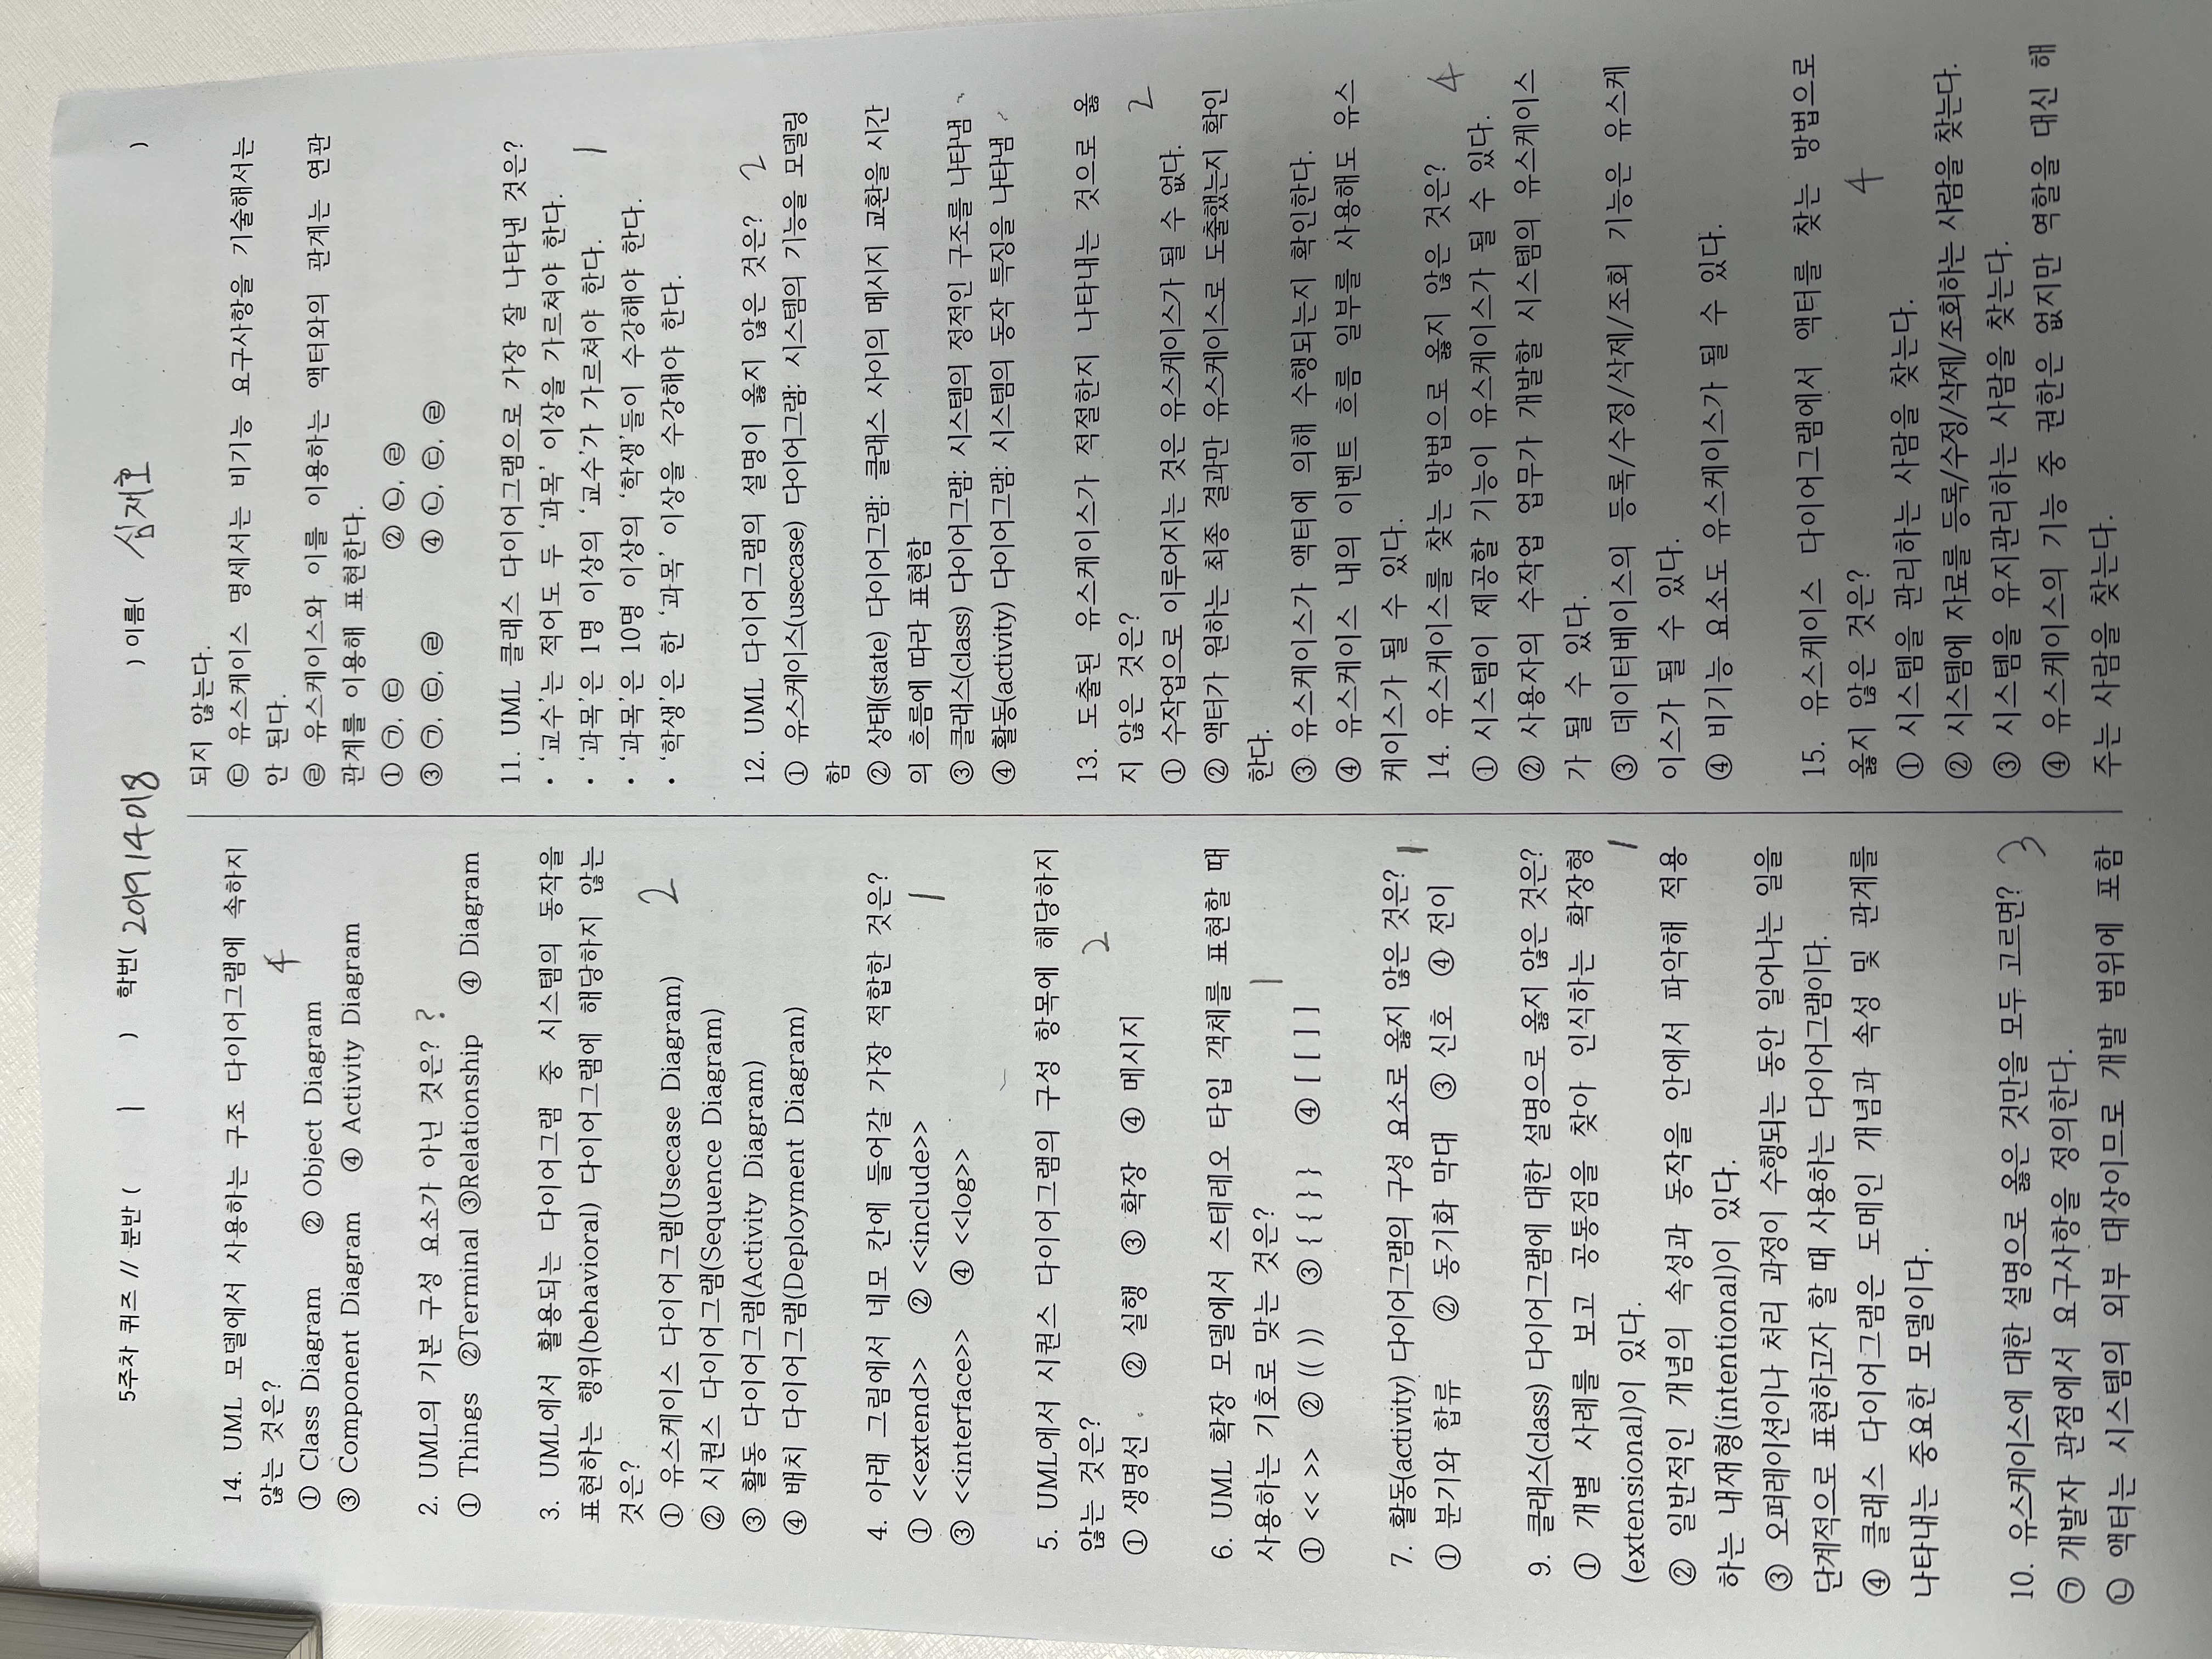 5주차 퀴즈 // 분반 ( 1 ) 학번( 201914018 ) 이름( 심재호 )
14. UML 모델에서 사용하는 구조 다이어그램에 속하지
않는 것은? 4
① Class Diagram ② Object Diagram
③ Component Diagram ④ Activity Diagram
2. UML의 기본 구성 요소가 아닌 것은? ?
① Things ②Terminal ③Relationship ④ Diagram
3. UML에서 활용되는 다이어그램 중 시스템의 동작을
표현하는 행위(behavioral) 다이어그램에 해당하지 않는
것은? 2
① 유스케이스 다이어그램(Usecase Diagram)
② 시퀀스 다이어그램(Sequence Diagram)
③ 활동 다이어그램(Activity Diagram)
④ 배치 다이어그램(Deployment Diagram)
4. 아래 그림에서 네모 칸에 들어갈 가장 적합한 것은?
① <<extend>> ② <<include>> 1
③ <<interface>> ④ <<log>>
5. UML에서 시퀀스 다이어그램의 구성 항목에 해당하지
않는 것은? 2
① 생명선 ② 실행 ③ 확장 ④ 메시지
6. UML 확장 모델에서 스테레오 타입 객체를 표현할 때
사용하는 기호로 맞는 것은? 1
① << >> ② (( )) ③ { { } } ④ [ [ ] ]
7. 활동(activity) 다이어그램의 구성 요소로 옳지 않은 것은? 1
① 분기와 합류 ② 동기화 막대 ③ 신호 ④ 전이
9. 클래스(class) 다이어그램에 대한 설명으로 옳지 않은 것은?
① 개별 사례를 보고 공통점을 찾아 인식하는 확장형
(extensional)이 있다. 1
② 일반적인 개념의 속성과 동작을 안에서 파악해 적용
하는 내재형(intentional)이 있다.
③ 오퍼레이션이나 처리 과정이 수행되는 동안 일어나는 일을
단계적으로 표현하고자 할 때 사용하는 다이어그램이다.
④ 클래스 다이어그램은 도메인 개념과 속성 및 관계를
나타내는 중요한 모델이다.
10. 유스케이스에 대한 설명으로 옳은 것만을 모두 고르면? 3
㉠ 개발자 관점에서 요구사항을 정의한다.
㉡ 액터는 시스템의 외부 대상이므로 개발 범위에 포함
되지 않는다.
㉢ 유스케이스 명세서는 비기능 요구사항을 기술해서는
안 된다.
㉣ 유스케이스와 이를 이용하는 액터와의 관계는 연관
관계를 이용해 표현한다.
① ㉠, ㉢ ② ㉡, ㉣
③ ㉠, ㉢, ㉣ ④ ㉡, ㉢, ㉣
11. UML 클래스 다이어그램으로 가장 잘 나타낸 것은?
• ‘교수’는 적어도 두 ‘과목’ 이상을 가르쳐야 한다.
• ‘과목’은 1명 이상의 ‘교수’가 가르쳐야 한다. 1
• ‘과목’은 10명 이상의 ‘학생’들이 수강해야 한다.
• ‘학생’은 한 ‘과목’ 이상을 수강해야 한다.
12. UML 다이어그램의 설명이 옳지 않은 것은? 2
① 유스케이스(usecase) 다이어그램: 시스템의 기능을 모델링
함
② 상태(state) 다이어그램: 클래스 사이의 메시지 교환을 시간
의 흐름에 따라 표현함
③ 클래스(class) 다이어그램: 시스템의 정적인 구조를 나타냄
④ 활동(activity) 다이어그램: 시스템의 동작 특징을 나타냄
13. 도출된 유스케이스가 적절한지 나타내는 것으로 옳
지 않은 것은? 2
① 수작업으로 이루어지는 것은 유스케이스가 될 수 없다.
② 액터가 원하는 최종 결과만 유스케이스로 도출했는지 확인
한다.
③ 유스케이스가 액터에 의해 수행되는지 확인한다.
④ 유스케이스 내의 이벤트 흐름 일부를 사용해도 유스
케이스가 될 수 있다.
14. 유스케이스를 찾는 방법으로 옳지 않은 것은? 4
① 시스템이 제공할 기능이 유스케이스가 될 수 있다.
② 사용자의 수작업 업무가 개발할 시스템의 유스케이스
가 될 수 있다.
③ 데이터베이스의 등록/수정/삭제/조회 기능은 유스케
이스가 될 수 있다.
④ 비기능 요소도 유스케이스가 될 수 있다.
15. 유스케이스 다이어그램에서 액터를 찾는 방법으로
옳지 않은 것은? 4
① 시스템을 관리하는 사람을 찾는다.
② 시스템에 자료를 등록/수정/삭제/조회하는 사람을 찾는다.
③ 시스템을 유지관리하는 사람을 찾는다.
④ 유스케이스의 기능 중 권한은 없지만 역할을 대신 해
주는 사람을 찾는다.